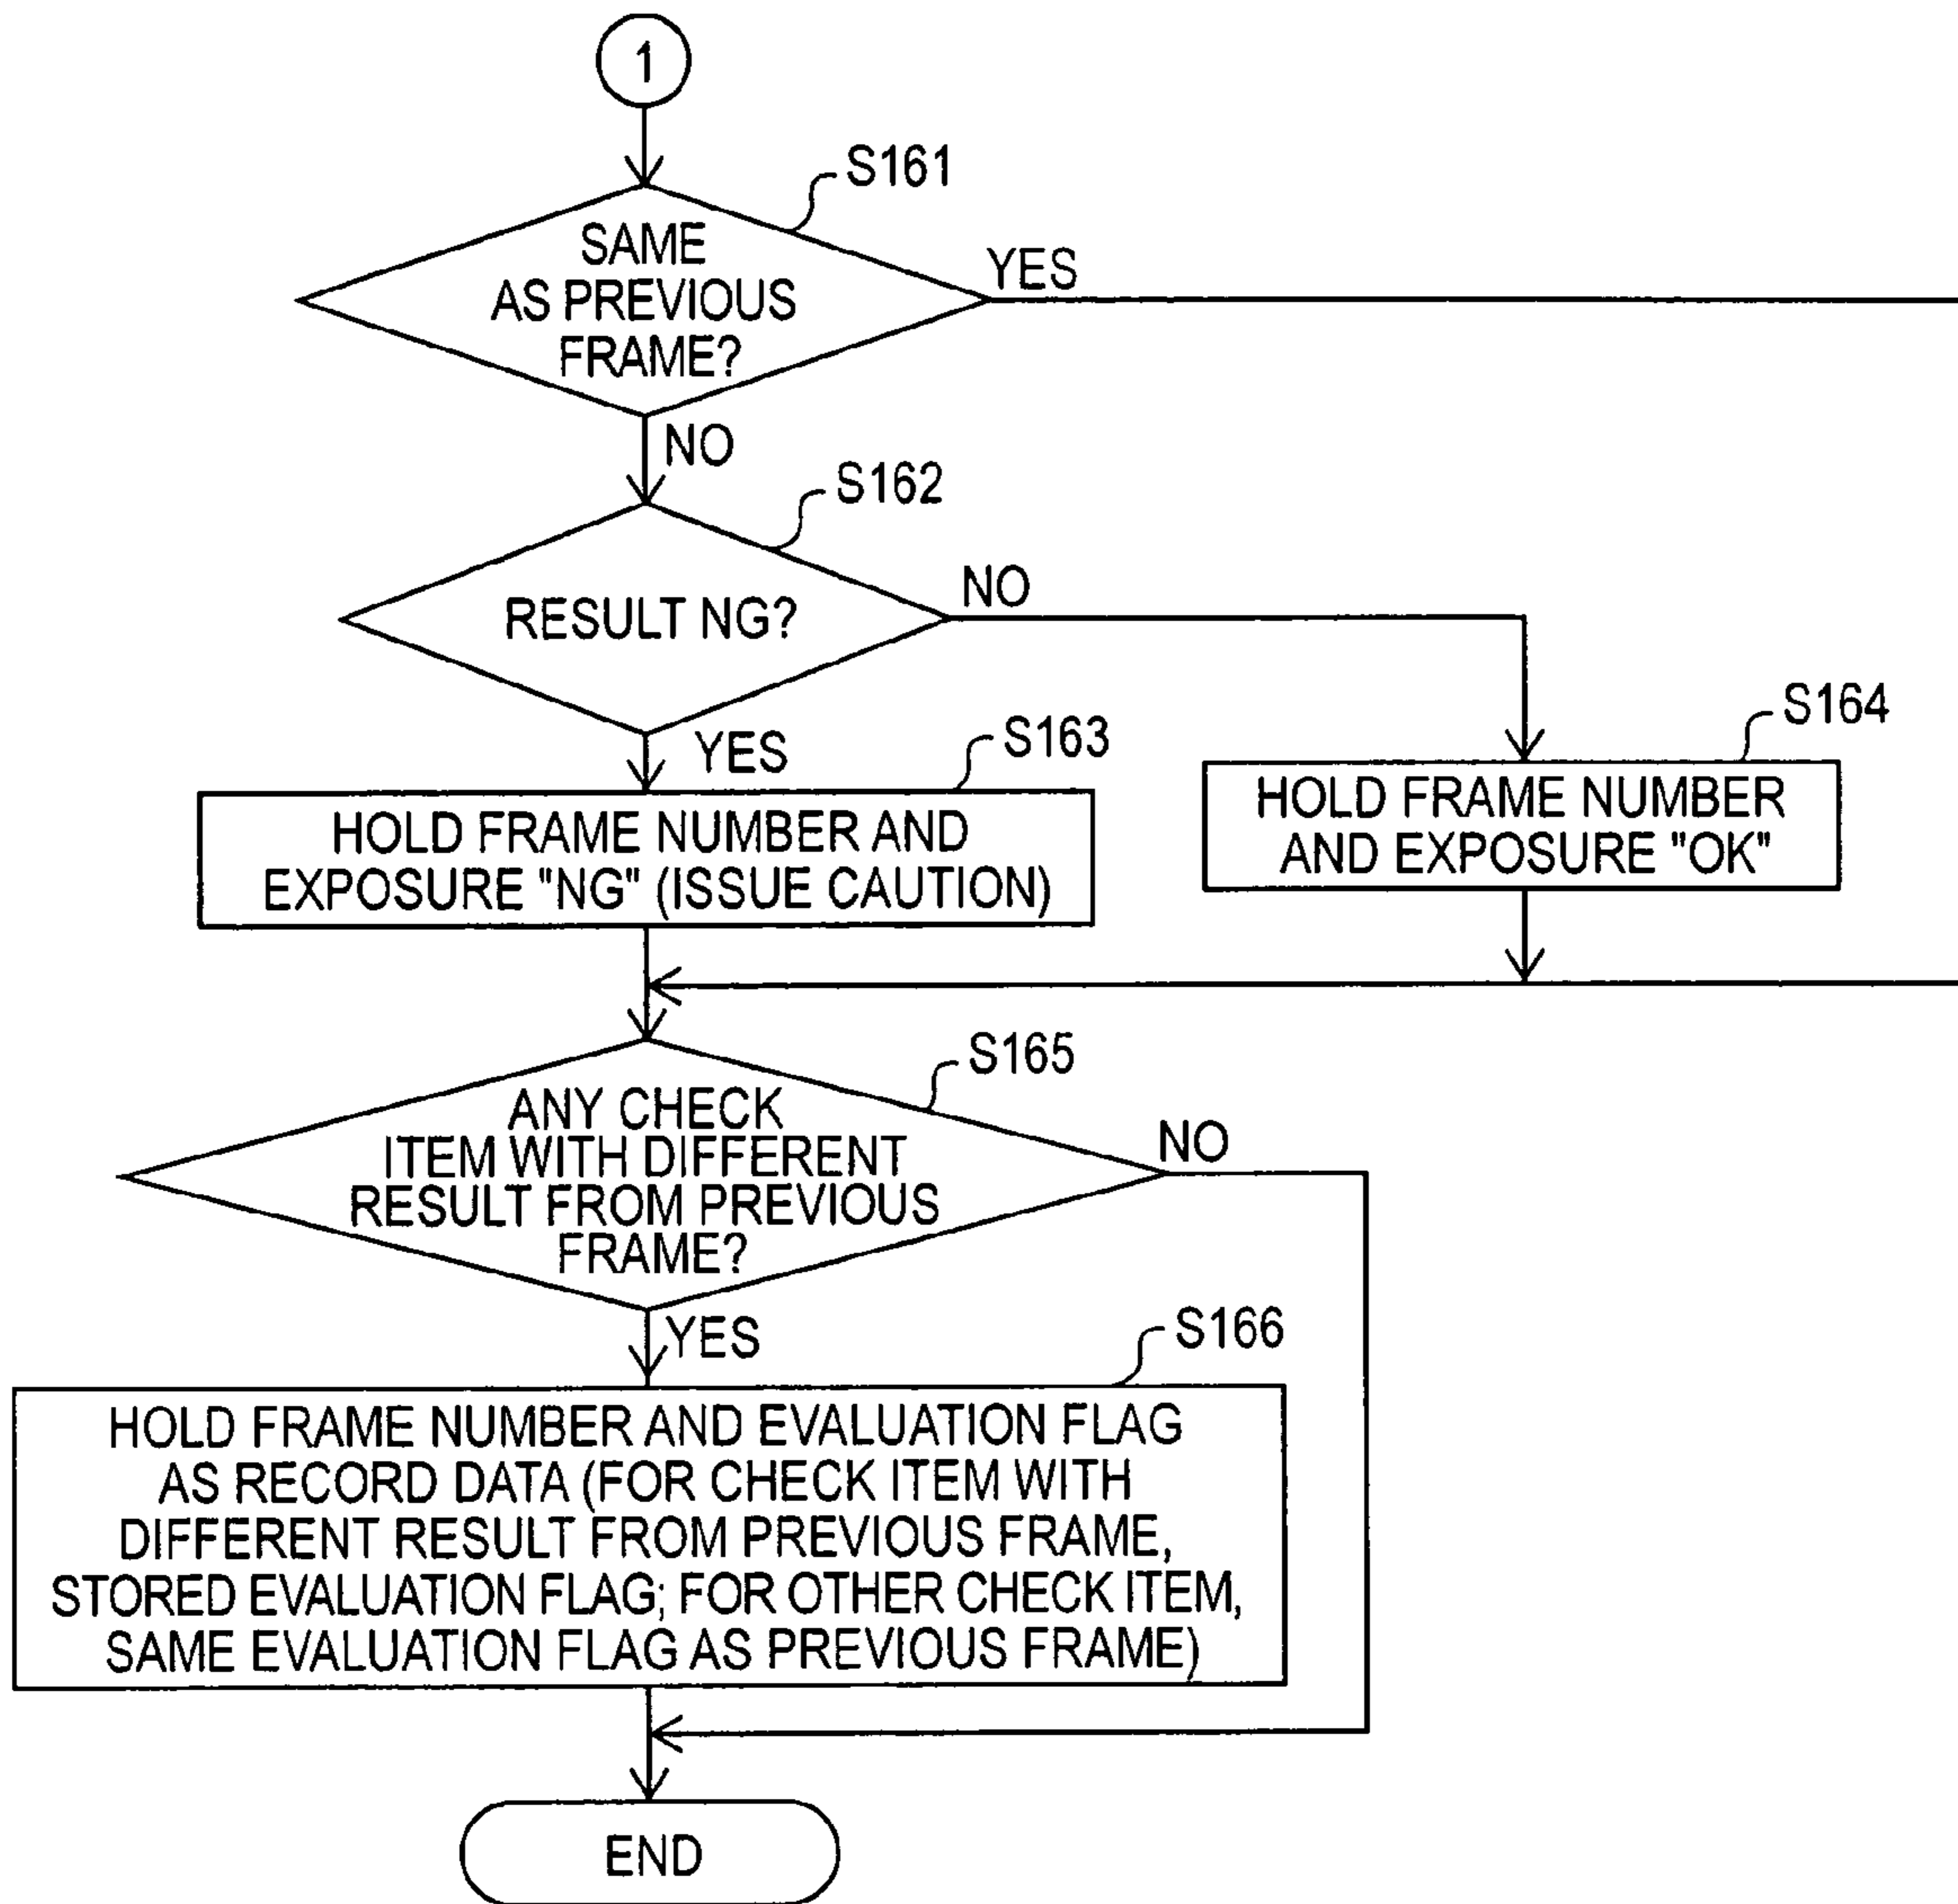 1
S161
SAME
AS PREVIOUS
FRAME?
YES
NO
S162
RESULT NG?
NO
YES
S163
HOLD FRAME NUMBER AND
EXPOSURE "NG" (ISSUE CAUTION)
S164
HOLD FRAME NUMBER
AND EXPOSURE "OK"
S165
ANY CHECK
ITEM WITH DIFFERENT
RESULT FROM PREVIOUS
FRAME?
NO
YES
S166
HOLD FRAME NUMBER AND EVALUATION FLAG
AS RECORD DATA (FOR CHECK ITEM WITH
DIFFERENT RESULT FROM PREVIOUS FRAME,
STORED EVALUATION FLAG; FOR OTHER CHECK ITEM,
SAME EVALUATION FLAG AS PREVIOUS FRAME)
END